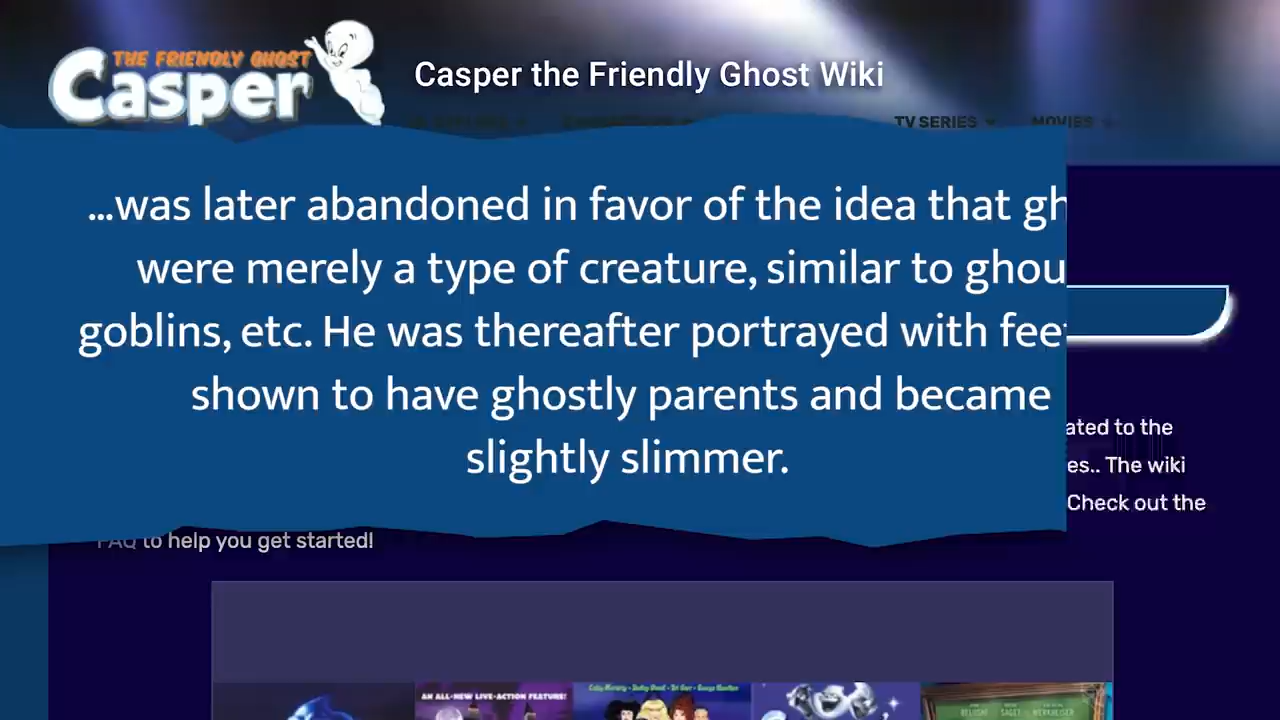 THE FRIENDLY GHOST
Casper
Casper the Friendly Ghost Wiki
TV SERIES
MOVIES
...was later abandoned in favor of the idea that gh
were merely a type of creature, similar to ghou
goblins, etc. He was thereafter portrayed with feet
shown to have ghostly parents and became
slightly slimmer.
ated to the
es.. The wiki
Check out the
FAQ to help you get started!
AN ALL-NEW LIVE-ACTION FEATURE!